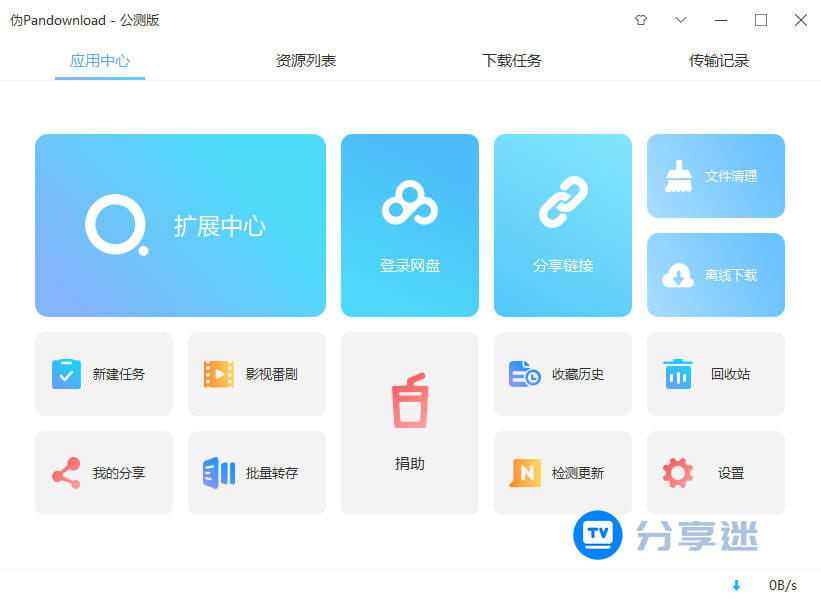 伪Pandownload - 公测版
应用中心
资源列表
下载任务
传输记录
扩展中心
登录网盘
分享链接
文件清理
离线下载
新建任务
影视番剧
捐助
收藏历史
回收站
我的分享
批量转存
N
检测更新
设置
TV
分享迷
0B/s